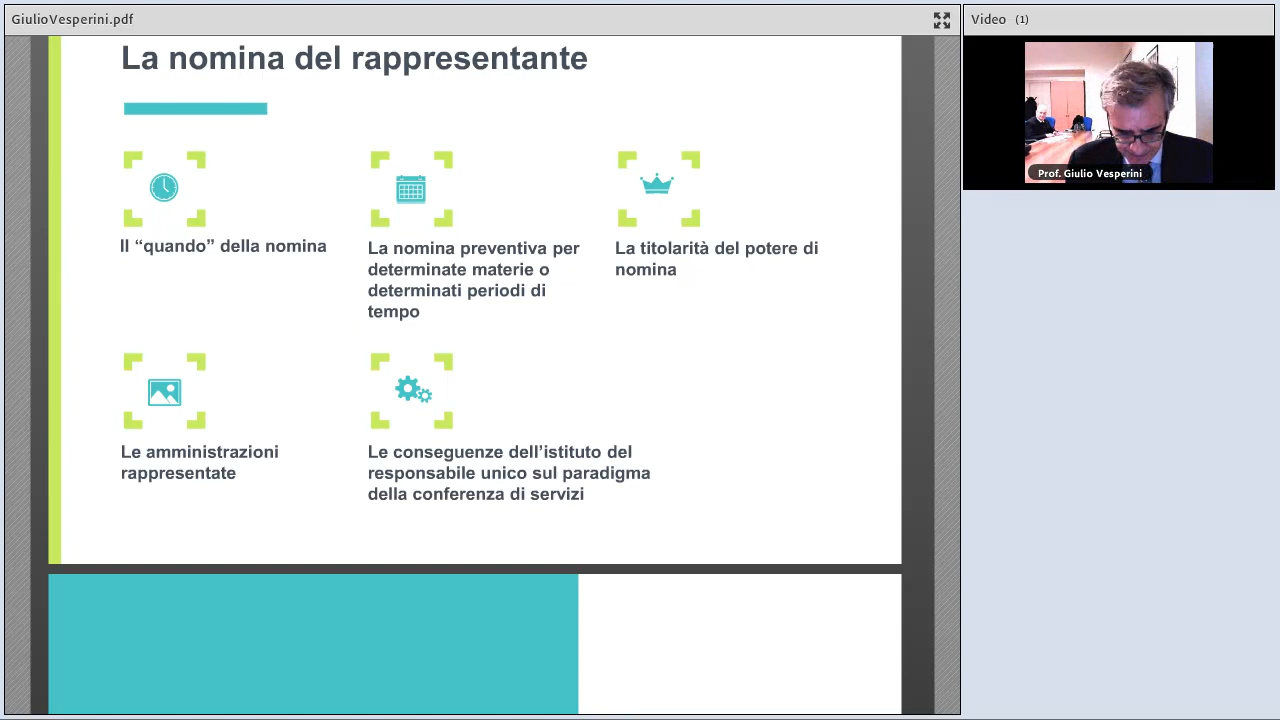 GiulioVesperini.pdf
Video (1)
La nomina del rappresentante
Il “quando” della nomina
La nomina preventiva per
determinate materie o
determinati periodi di
tempo
La titolarità del potere di
nomina
Le amministrazioni
rappresentate
Le conseguenze dell’istituto del
responsabile unico sul paradigma
della conferenza di servizi
Prof. Giulio Vesperini